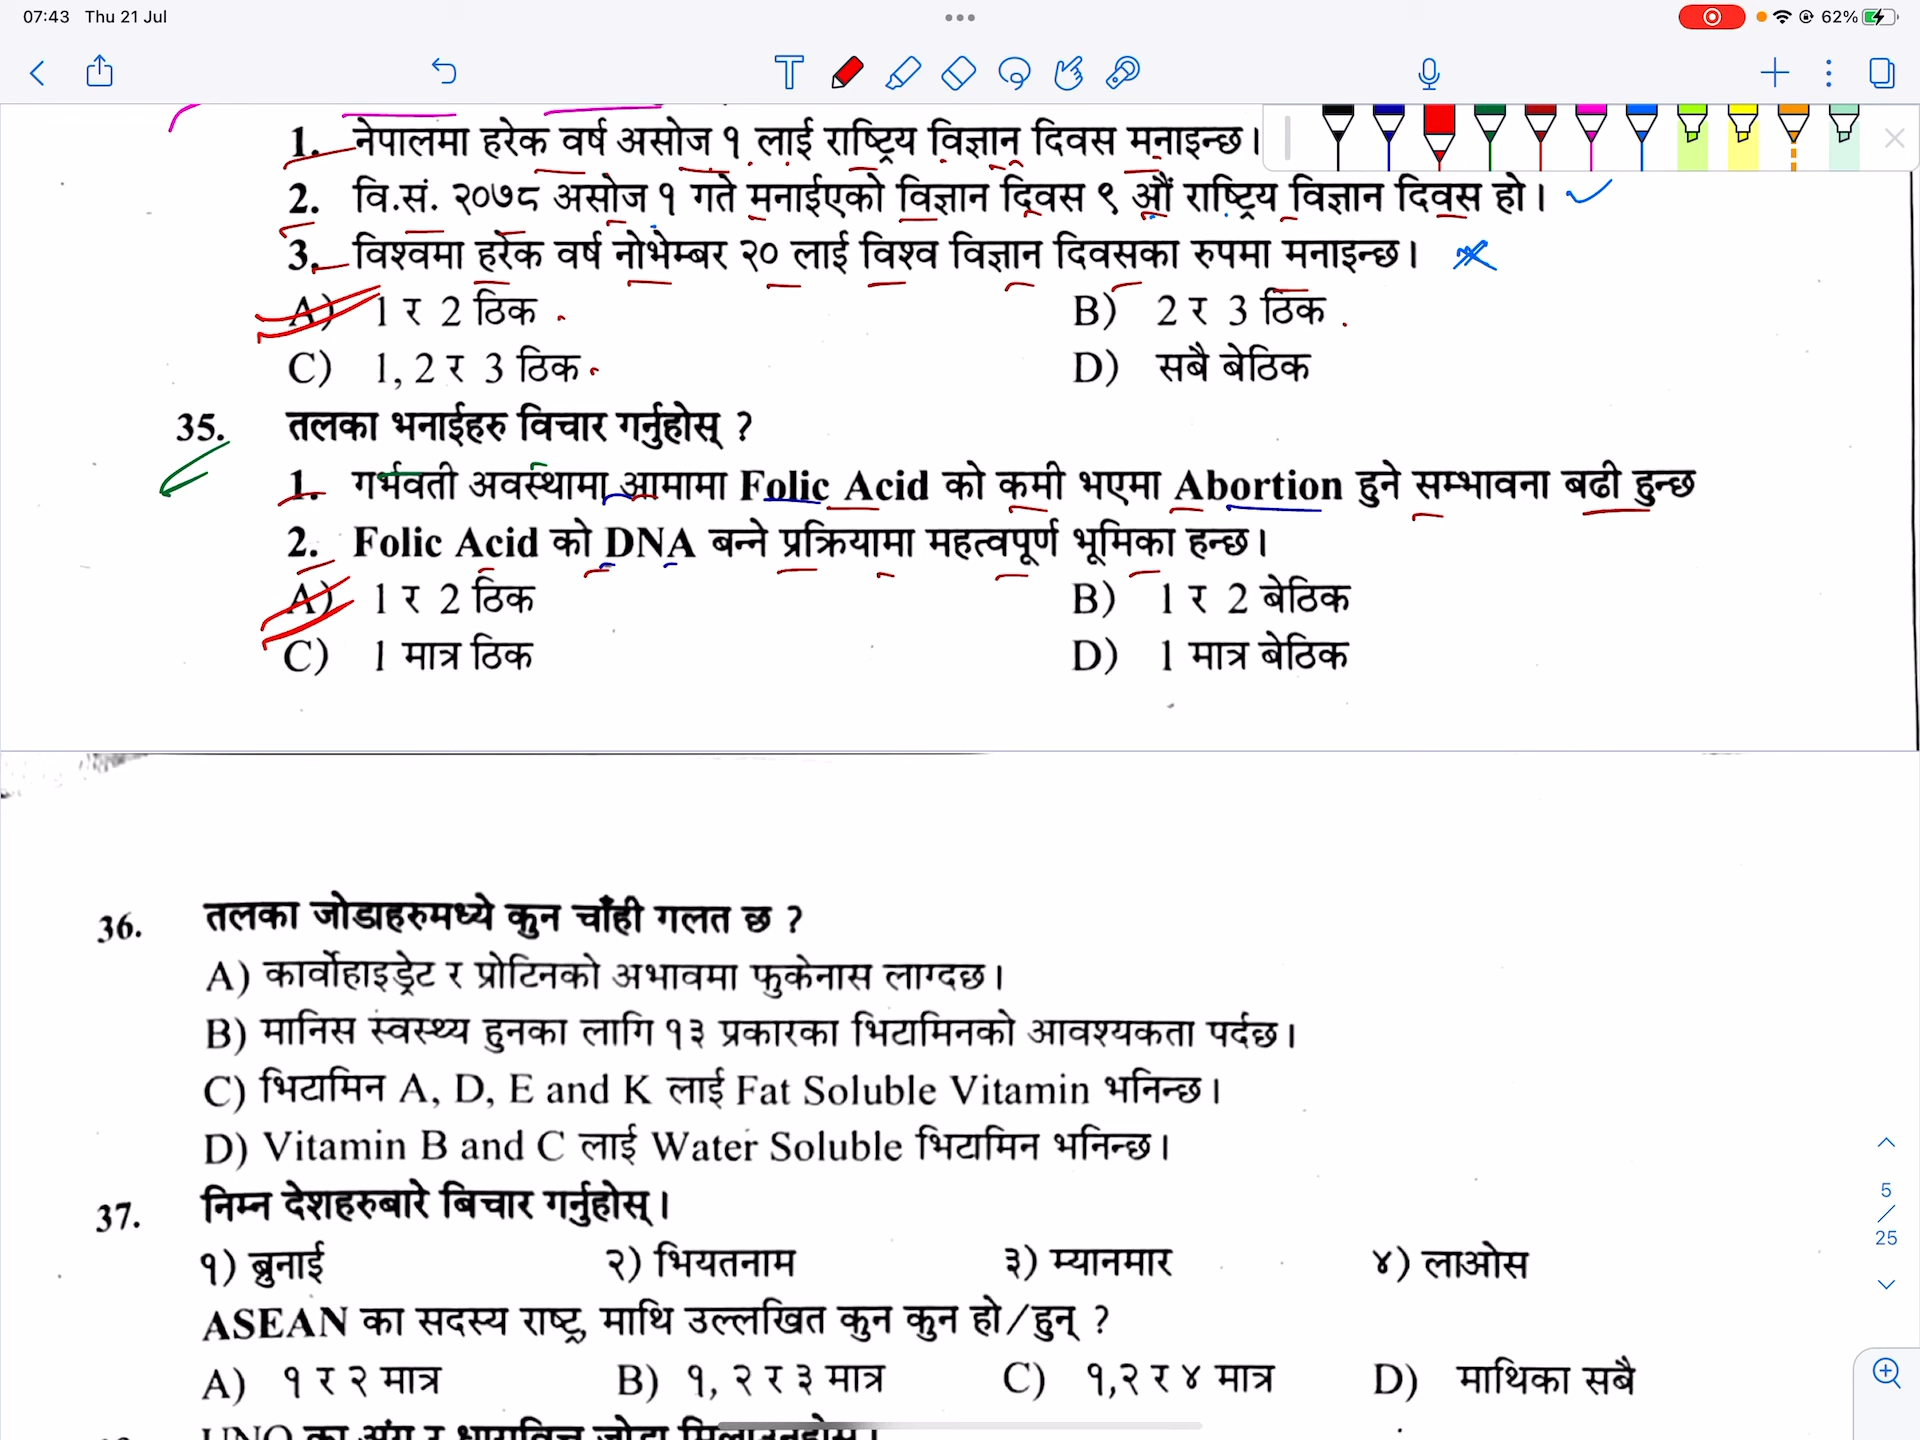 07:43 Thu 21 Jul
62%
1. नेपालमा हरेक वर्ष असोज १ लाई राष्ट्रिय विज्ञान दिवस मनाइन्छ।
2. वि.सं. २०७८ असोज १ गते मनाईएको विज्ञान दिवस ९ औं राष्ट्रिय विज्ञान दिवस हो।
3. विश्वमा हरेक वर्ष नोभेम्बर २० लाई विश्व विज्ञान दिवसका रुपमा मनाइन्छ।
A) 1 र 2 ठिक B) 2 र 3 ठिक
C) 1, 2 र 3 ठिक D) सबै बेठिक
35. तलका भनाईहरु विचार गर्नुहोस् ?
1. गर्भवती अवस्थामा आमामा Folic Acid को कमी भएमा Abortion हुने सम्भावना बढी हुन्छ
2. Folic Acid को DNA बन्ने प्रक्रियामा महत्वपूर्ण भूमिका हन्छ।
A) 1 र 2 ठिक B) 1 र 2 बेठिक
C) 1 मात्र ठिक D) 1 मात्र बेठिक
36. तलका जोडाहरुमध्ये कुन चाँही गलत छ ?
A) कार्वोहाइड्रेट र प्रोटिनको अभावमा फुकेनास लाग्दछ।
B) मानिस स्वस्थ्य हुनका लागि १३ प्रकारका भिटामिनको आवश्यकता पर्दछ।
C) भिटामिन A, D, E and K लाई Fat Soluble Vitamin भनिन्छ।
D) Vitamin B and C लाई Water Soluble भिटामिन भनिन्छ।
37. निम्न देशहरुबारे बिचार गर्नुहोस्।
१) ब्रुनाई २) भियतनाम ३) म्यानमार ४) लाओस
ASEAN का सदस्य राष्ट्र, माथि उल्लखित कुन कुन हो/हुन् ?
A) १ र २ मात्र B) १, २ र ३ मात्र C) १,२ र ४ मात्र D) माथिका सबै
UNO का अंग र
5
/
25